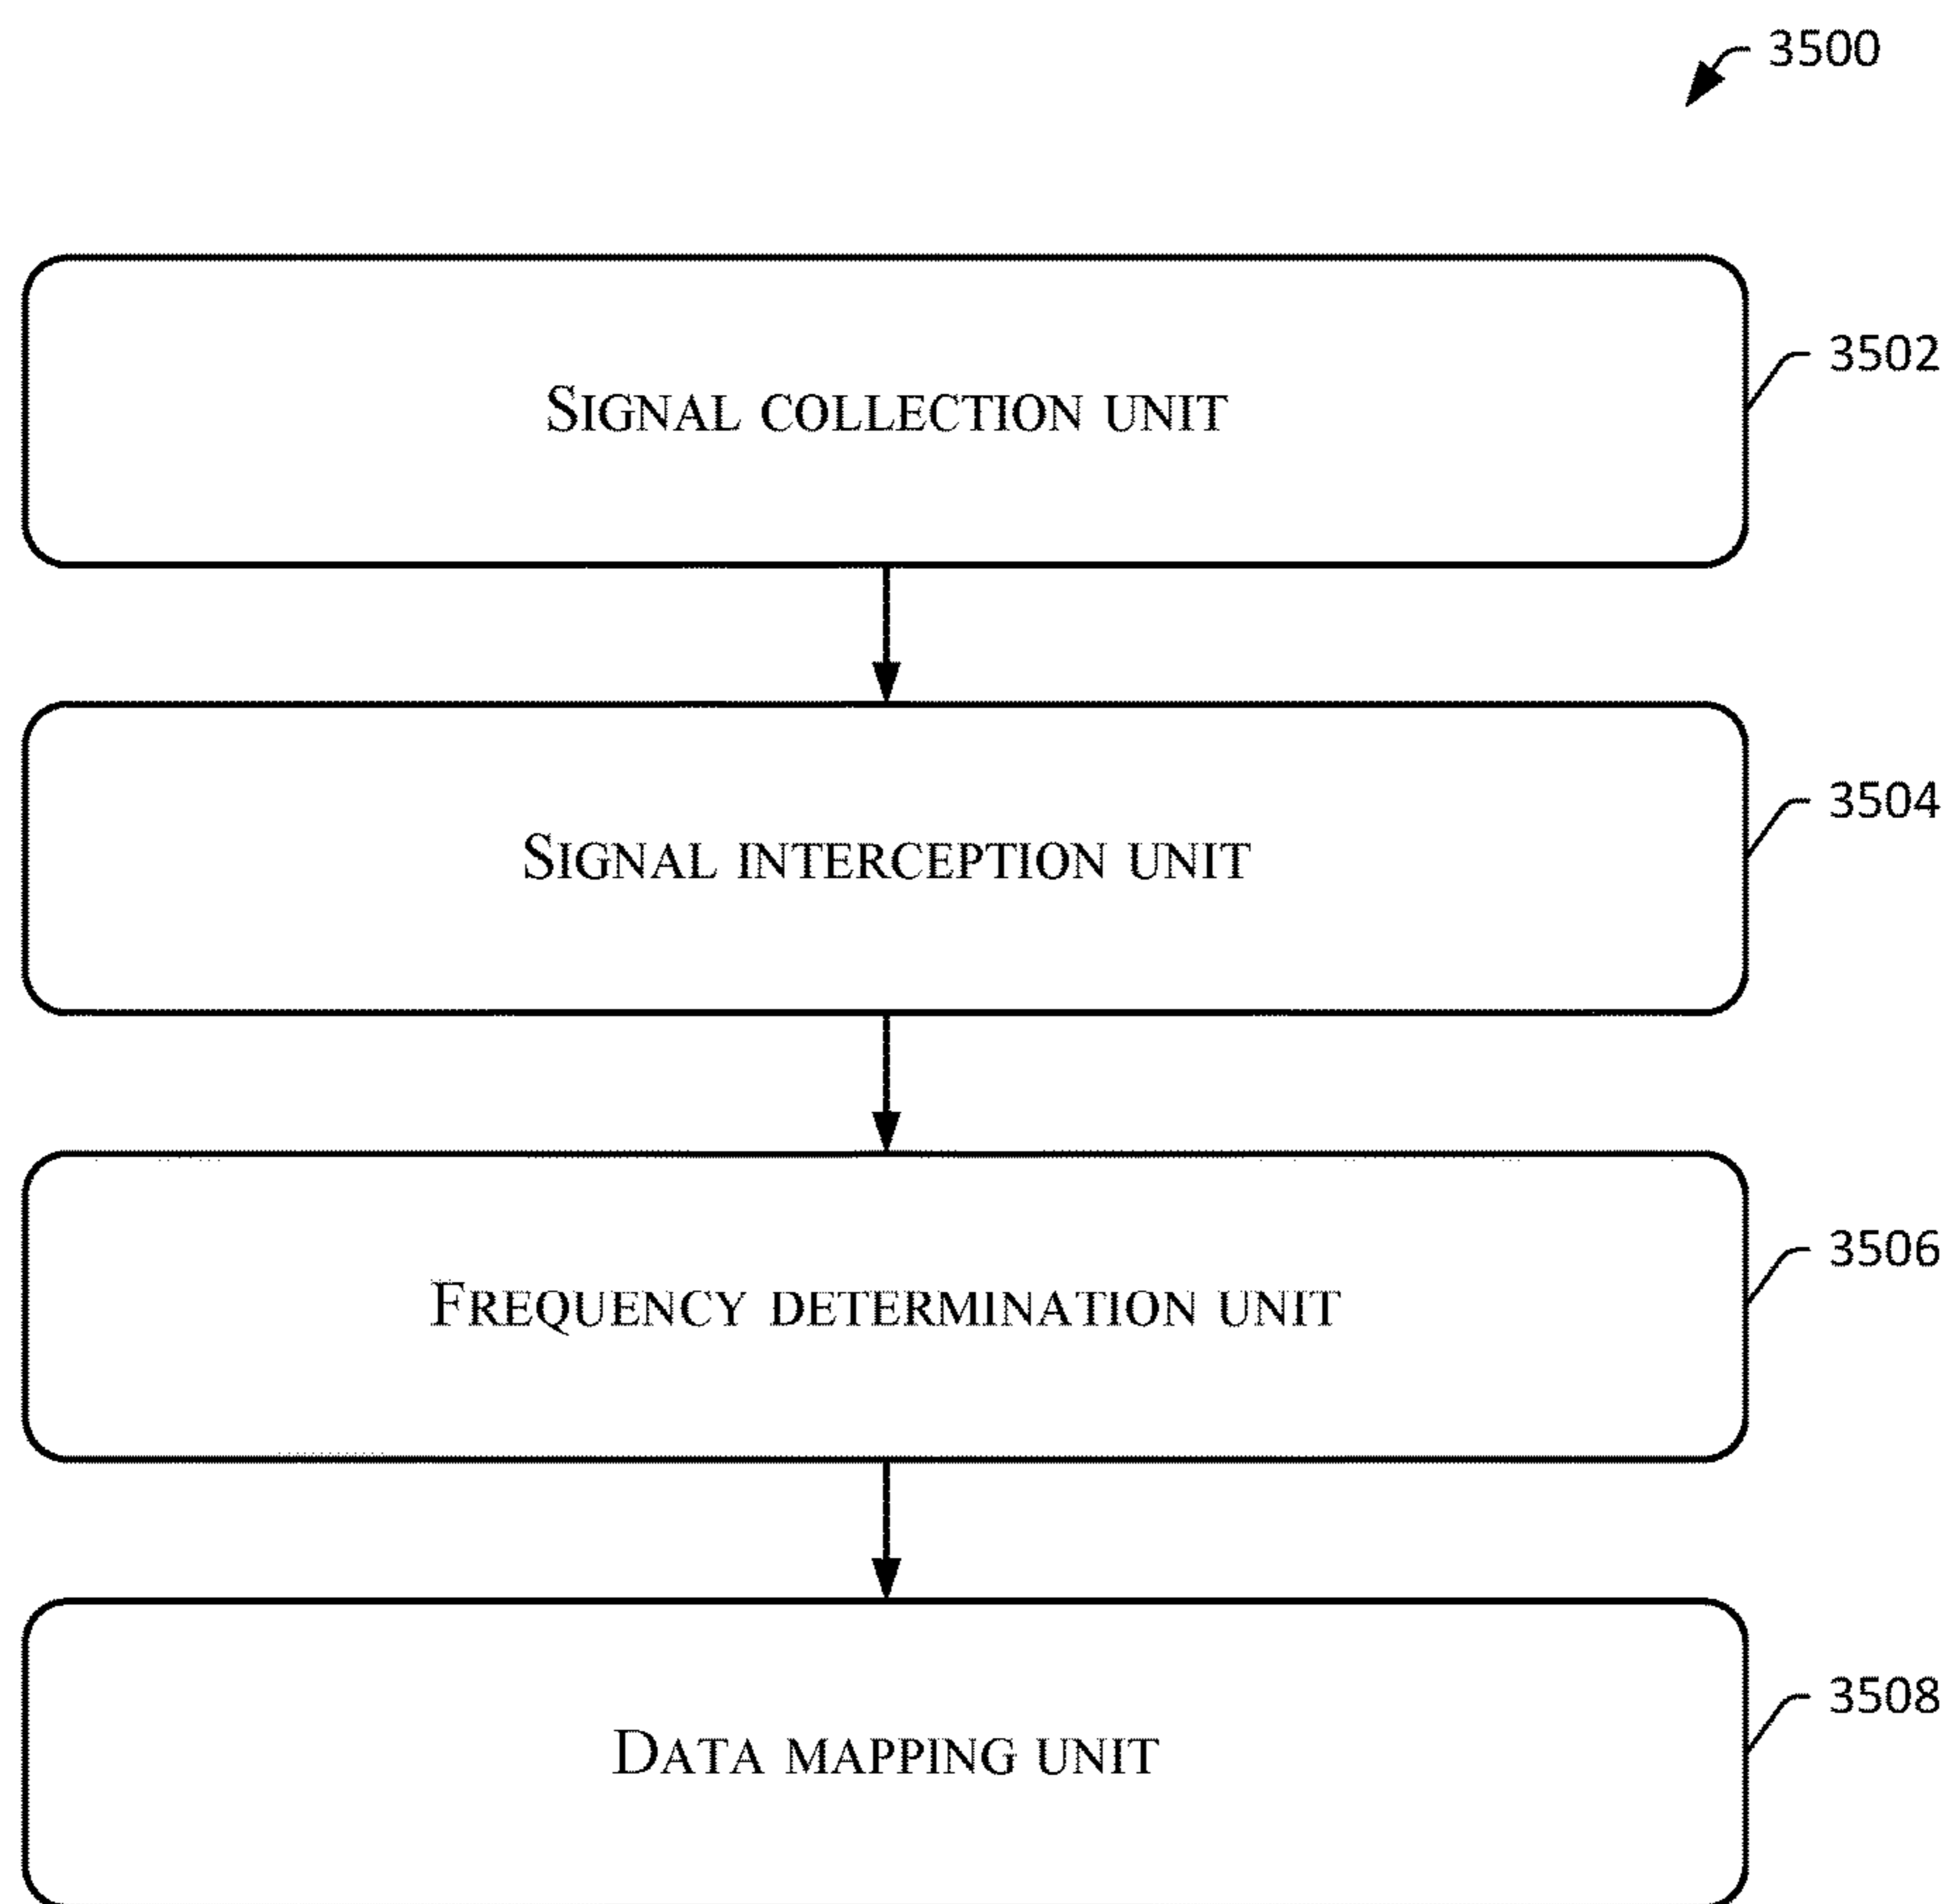 3500
SIGNAL COLLECTION UNIT
3502
SIGNAL INTERCEPTION UNIT
3504
FREQUENCY DETERMINATION UNIT
3506
DATA MAPPING UNIT
3508